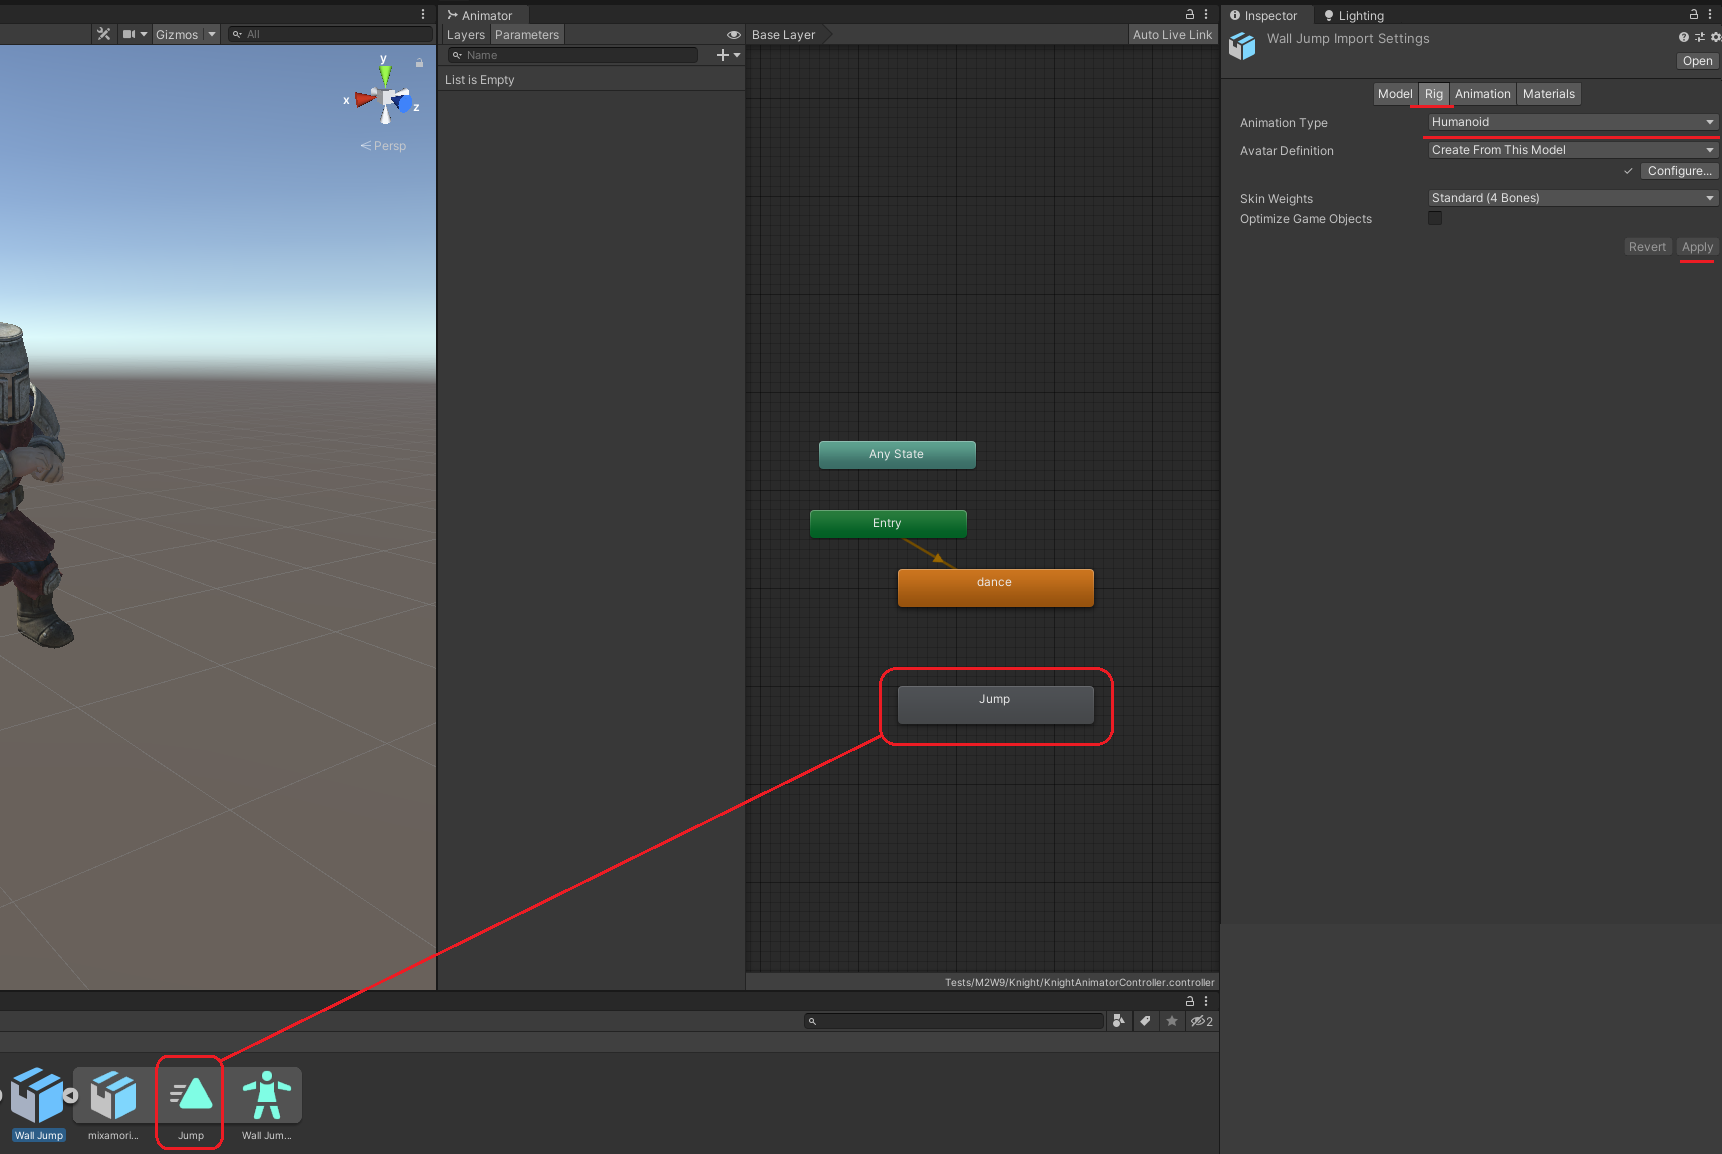 Gizmos
All
y
x
z
Persp
Animator
Layers
Parameters
Name
List is Empty
Base Layer
Auto Live Link
Any State
Entry
dance
Jump
Tests/M2W9/Knight/KnightAnimatorController.controller
Inspector
Lighting
Wall Jump Import Settings
Open
Model
Rig
Animation
Materials
Animation Type
Humanoid
Avatar Definition
Create From This Model
Configure...
Skin Weights
Standard (4 Bones)
Optimize Game Objects
Revert
Apply
2
Wall Jump
mixamori...
Jump
Wall Jum...